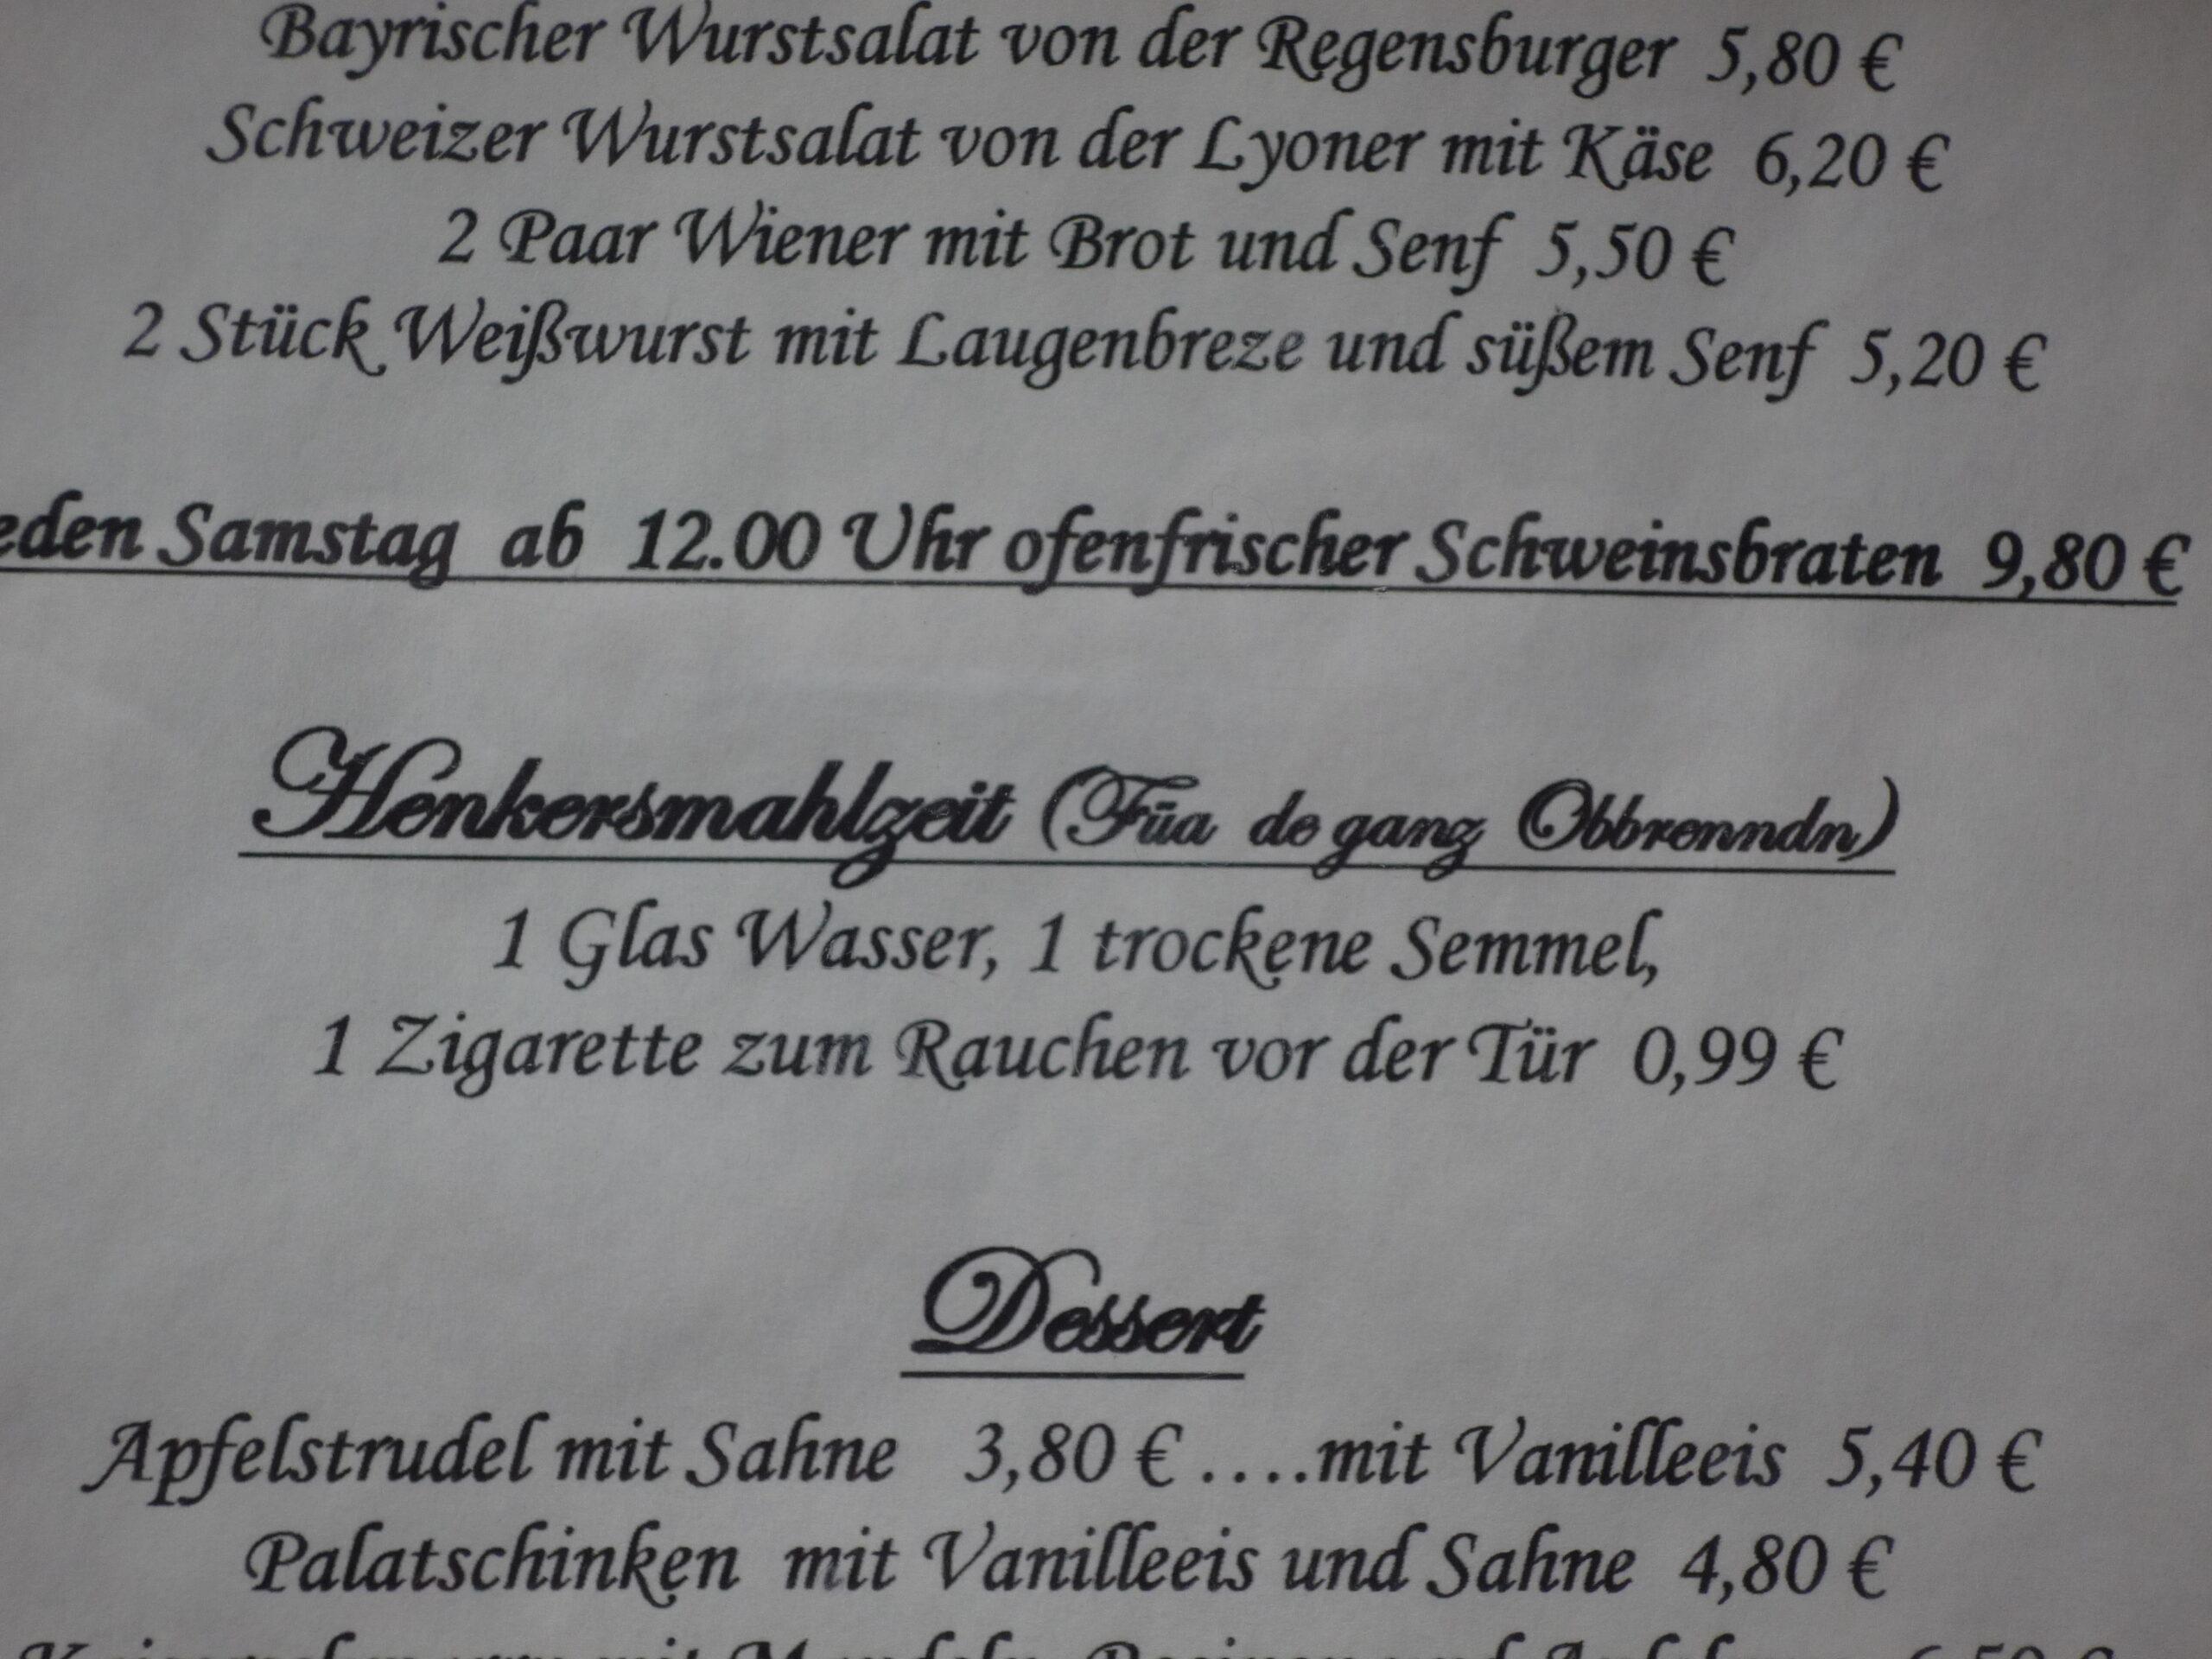 Bayrischer Wurstsalat von der Regensburger 5,80 €
Schweizer Wurstsalat von der Lyoner mit Käse 6,20 €
2 Paar Wiener mit Brot und Senf 5,50 €
2 Stück Weißwurst mit Laugenbreze und süßem Senf 5,20 €
eden Samstag ab 12.00 Uhr ofenfrischer Schweinsbraten 9,80 €
Henkersmahlzeit (Füa de ganz Obbrenndn)
1 Glas Wasser, 1 trockene Semmel,
1 Zigarette zum Rauchen vor der Tür 0,99 €
Dessert
Apfelstrudel mit Sahne 3,80 € ....mit Vanilleeis 5,40 €
Palatschinken mit Vanilleeis und Sahne 4,80 €